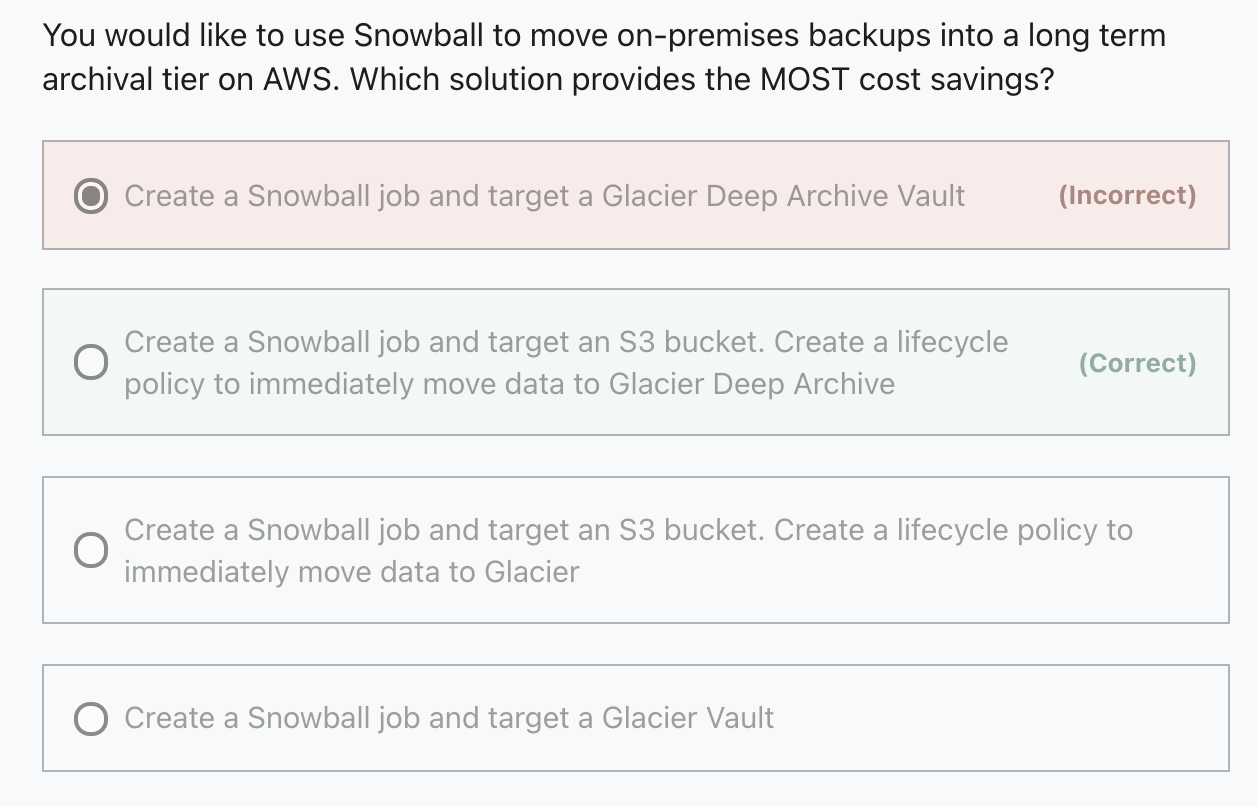 You would like to use Snowball to move on-premises backups into a long term
archival tier on AWS. Which solution provides the MOST cost savings?
Create a Snowball job and target a Glacier Deep Archive Vault (Incorrect)
Create a Snowball job and target an S3 bucket. Create a lifecycle
policy to immediately move data to Glacier Deep Archive
(Correct)
Create a Snowball job and target an S3 bucket. Create a lifecycle policy to
immediately move data to Glacier
Create a Snowball job and target a Glacier Vault